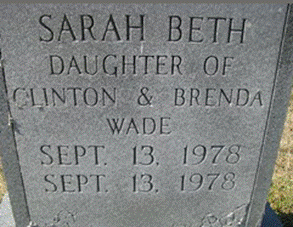 SARAH BETH
DAUGHTER OF
CLINTON & BRENDA
WADE
SEPT. 13, 1978
SEPT. 13, 1978